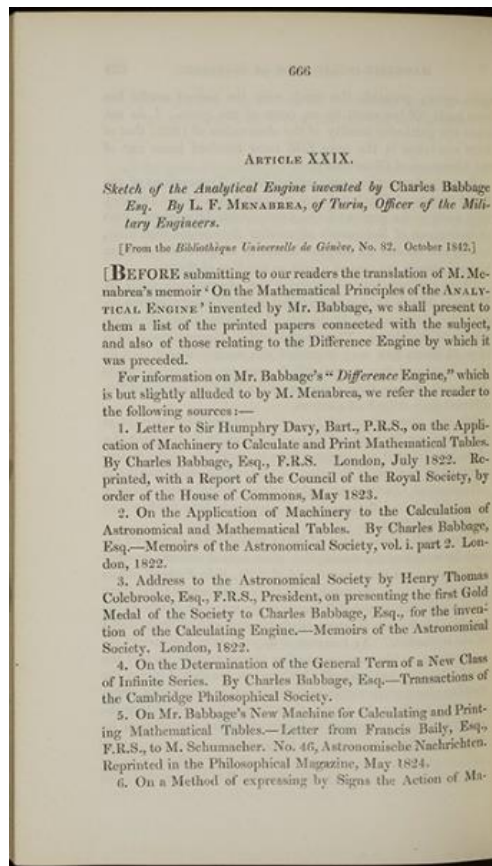 666
ARTICLE XXIX.
Sketch of the Analytical Engine invented by Charles Babbage
Esq. By L. F. MENABREA, of Turin, Officer of the Mili-
tary Engineers.
[From the Bibliothèque Universelle de Génève, No. 82. October 1842.]
[BEFORE submitting to our readers the translation of M. Me-
nabrea's memoir ‘On the Mathematical Principles of the ANALY-
TICAL ENGINE’ invented by Mr. Babbage, we shall present to
them a list of the printed papers connected with the subject,
and also of those relating to the Difference Engine by which it
was preceded.
For information on Mr. Babbage's “Difference Engine,” which
is but slightly alluded to by M. Menabrea, we refer the reader to
the following sources:—
1. Letter to Sir Humphry Davy, Bart., P.R.S., on the Appli-
cation of Machinery to Calculate and Print Mathematical Tables.
By Charles Babbage, Esq., F.R.S. London, July 1822. Re-
printed, with a Report of the Council of the Royal Society, by
order of the House of Commons, May 1823.
2. On the Application of Machinery to the Calculation of
Astronomical and Mathematical Tables. By Charles Babbage,
Esq.—Memoirs of the Astronomical Society, vol. i. part 2. Lon-
don, 1822.
3. Address to the Astronomical Society by Henry Thomas
Colebrooke, Esq., F.R.S., President, on presenting the first Gold
Medal of the Society to Charles Babbage, Esq., for the inven-
tion of the Calculating Engine.—Memoirs of the Astronomical
Society. London, 1822.
4. On the Determination of the General Term of a New Class
of Infinite Series. By Charles Babbage, Esq.—Transactions of
the Cambridge Philosophical Society.
5. On Mr. Babbage's New Machine for Calculating and Print-
ing Mathematical Tables.—Letter from Francis Baily, Esq.,
F.R.S., to M. Schumacher. No. 46, Astronomische Nachrichten.
Reprinted in the Philosophical Magazine, May 1824.
6. On a Method of expressing by Signs the Action of Ma-